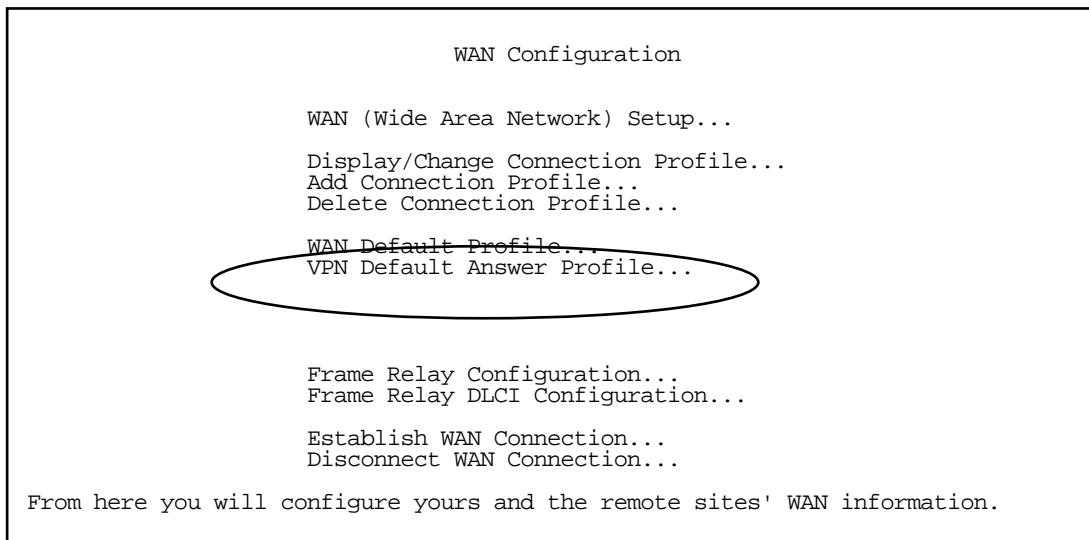 WAN Configuration
WAN (Wide Area Network) Setup...
Display/Change Connection Profile...
Add Connection Profile...
Delete Connection Profile...
WAN Default Profile...
VPN Default Answer Profile...
Frame Relay Configuration...
Frame Relay DLCI Configuration...
Establish WAN Connection...
Disconnect WAN Connection...
From here you will configure yours and the remote sites' WAN information.